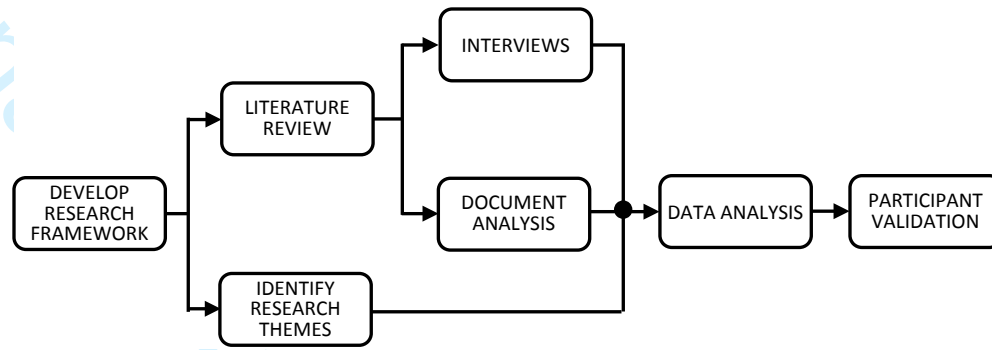 DEVELOP
RESEARCH
FRAMEWORK
LITERATURE
REVIEW
IDENTIFY
RESEARCH
THEMES
INTERVIEWS
DOCUMENT
ANALYSIS
DATA ANALYSIS
PARTICIPANT
VALIDATION